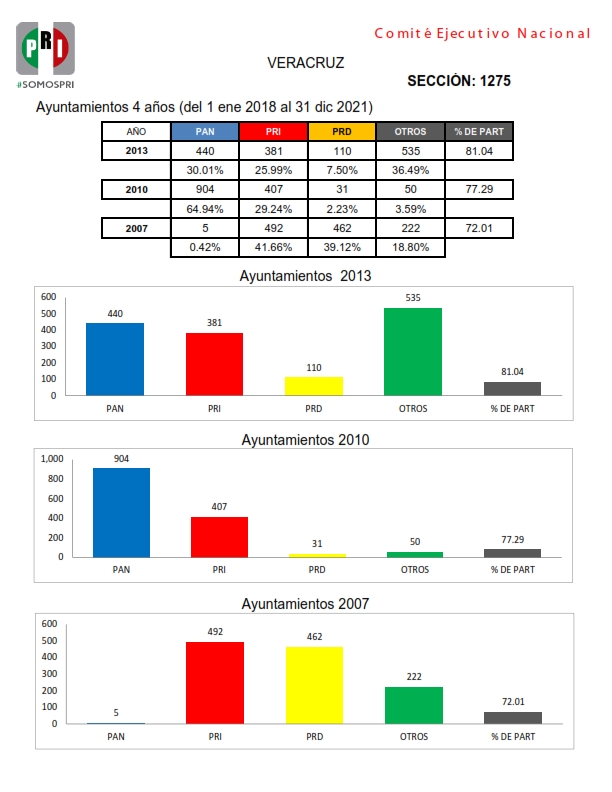 Comité Ejecutivo Nacional
PRI
#SOMOSPRI
VERACRUZ
SECCIÓN: 1275
Ayuntamientos 4 años (del 1 ene 2018 al 31 dic 2021)
AÑO PAN PRI PRD OTROS % DE PART
2013 440 381 110 535 81.04
30.01% 25.99% 7.50% 36.49%
2010 904 407 31 50 77.29
64.94% 29.24% 2.23% 3.59%
2007 5 492 462 222 72.01
0.42% 41.66% 39.12% 18.80%
Ayuntamientos 2013
600
500
400
300
200
100
0
440 381 110 535 81.04
PAN PRI PRD OTROS % DE PART
Ayuntamientos 2010
1,000
800
600
400
200
0
904 407 31 50 77.29
PAN PRI PRD OTROS % DE PART
Ayuntamientos 2007
600
500
400
300
200
100
0
5 492 462 222 72.01
PAN PRI PRD OTROS % DE PART